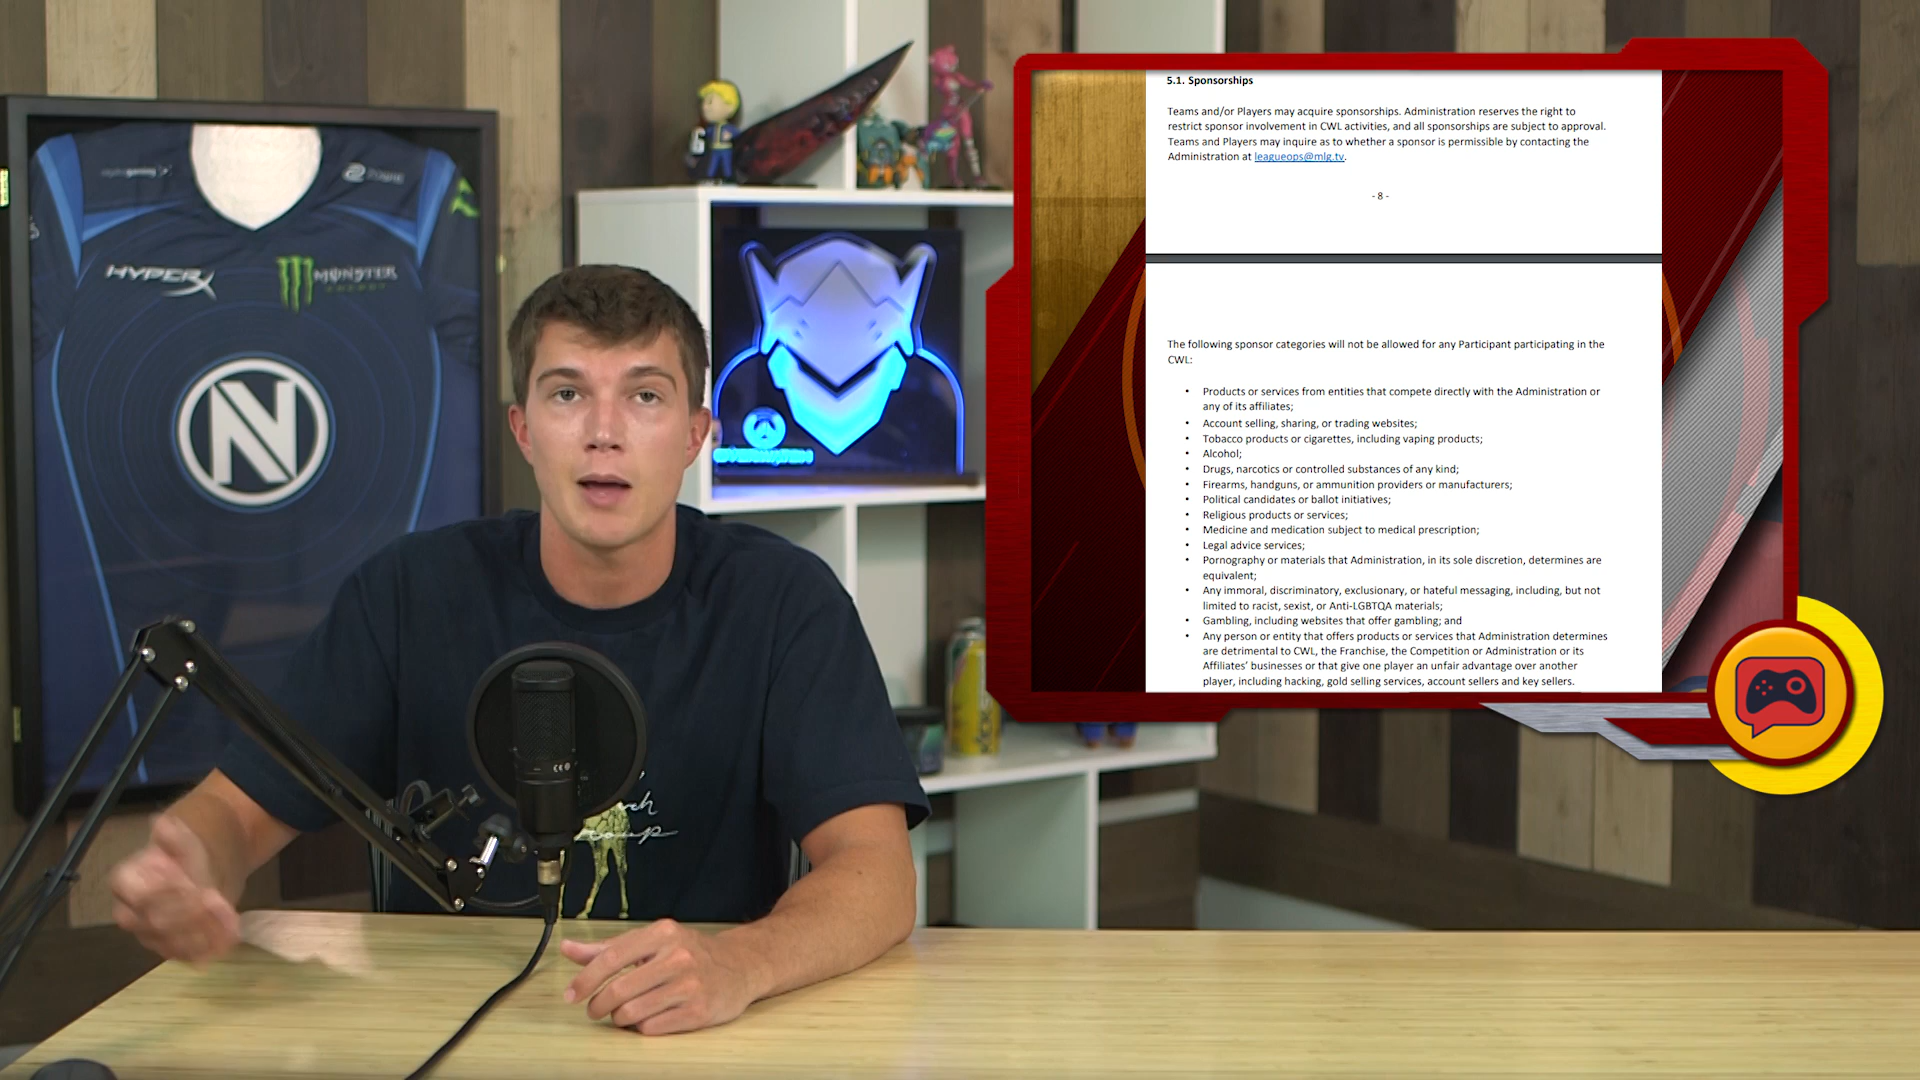 5.1. Sponsorships
Teams and/or Players may acquire sponsorships. Administration reserves the right to
restrict sponsor involvement in CWL activities, and all sponsorships are subject to approval.
Teams and Players may inquire as to whether a sponsor is permissible by contacting the
Administration at leagueops@mlg.tv.
- 8 -
The following sponsor categories will not be allowed for any Participant participating in the
CWL:
• Products or services from entities that compete directly with the Administration or
any of its affiliates;
• Account selling, sharing, or trading websites;
• Tobacco products or cigarettes, including vaping products;
• Alcohol;
• Drugs, narcotics or controlled substances of any kind;
• Firearms, handguns, or ammunition providers or manufacturers;
• Political candidates or ballot initiatives;
• Religious products or services;
• Medicine and medication subject to medical prescription;
• Legal advice services;
• Pornography or materials that Administration, in its sole discretion, determines are
equivalent;
• Any immoral, discriminatory, exclusionary, or hateful messaging, including, but not
limited to racist, sexist, or Anti-LGBTQA materials;
• Gambling, including websites that offer gambling; and
• Any person or entity that offers products or services that Administration determines
are detrimental to CWL, the Franchise, the Competition or Administration or its
Affiliates' businesses or that give one player an unfair advantage over another
player, including hacking, gold selling services, account sellers and key sellers.
HYPERX
MONSTER
ENERGY